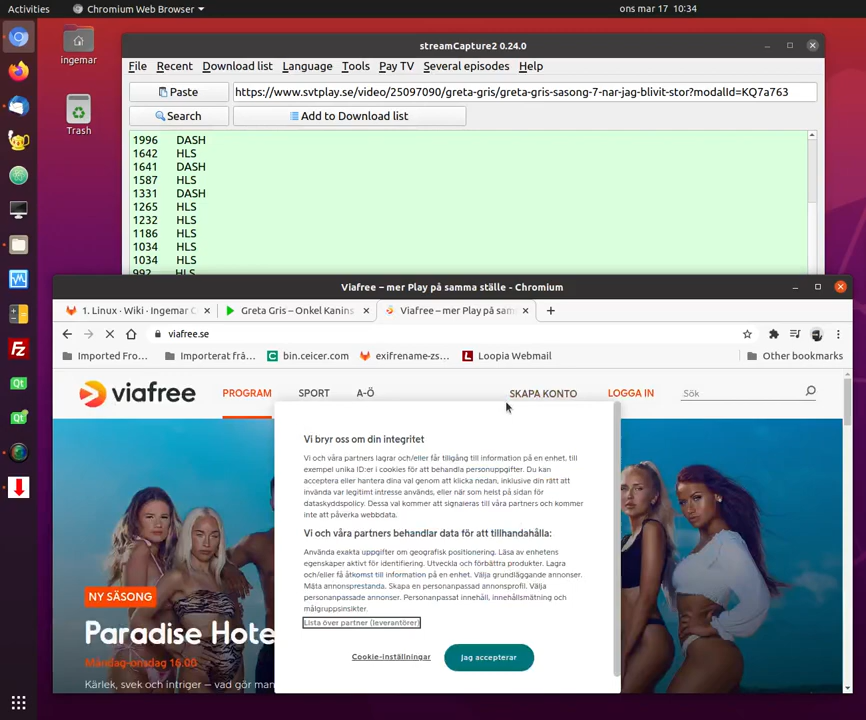 Activities
Chromium Web Browser
ons mar 17 10:34
ingemar
Trash
streamCapture2 0.24.0
File Recent Download list Language Tools Pay TV Several episodes Help
Paste
https://www.svtplay.se/video/25097090/greta-gris/greta-gris-sasong-7-nar-jag-blivit-stor?modalId=KQ7a763
Search
Add to Download list
1996 DASH
1642 HLS
1641 DASH
1587 HLS
1331 DASH
1265 HLS
1232 HLS
1186 HLS
1034 HLS
1034 HLS
992 HLS
Viafree – mer Play på samma ställe - Chromium
1. Linux · Wiki · Ingemar
Greta Gris – Onkel Kanins
Viafree – mer Play på sam
viafree.se
Imported Fro... Importerat frå... bin.ceicer.com exifrename-zs... Loopia Webmail Other bookmarks
viafree
PROGRAM SPORT A-Ö SKAPA KONTO LOGGA IN Sök
Vi bryr oss om din integritet
Vi och våra partners lagrar och/eller får tillgång till information på en enhet, till
exempel unika ID:er i cookies för att behandla personuppgifter. Du kan
acceptera eller hantera dina val genom att klicka nedan, inklusive din rätt att
invända var legitimt intresse används, eller när som helst på sidan för
dataskyddspolicy. Dessa val kommer att signaleras till våra partners och kommer
inte att påverka webbdata.
Vi och våra partners behandlar data för att tillhandahålla:
Använda exakta uppgifter om geografisk positionering. Läsa av enhetens
egenskaper aktivt för identifiering. Utveckla och förbättra produkter. Lagra
och/eller få åtkomst till information på en enhet. Välja grundläggande annonser.
Mäta annonsprestanda. Skapa en personanpassad annonsprofil. Välja
personanpassade annonser. Personanpassat innehåll, innehållsmätning och
målgruppsinsikter.
Lista över partner (leverantörer)
Cookie-inställningar
Jag accepterar
NY SÄSONG
Paradise Hote
Måndag-onsdag 16.00
Kärlek, svek och intriger – vad gör mar